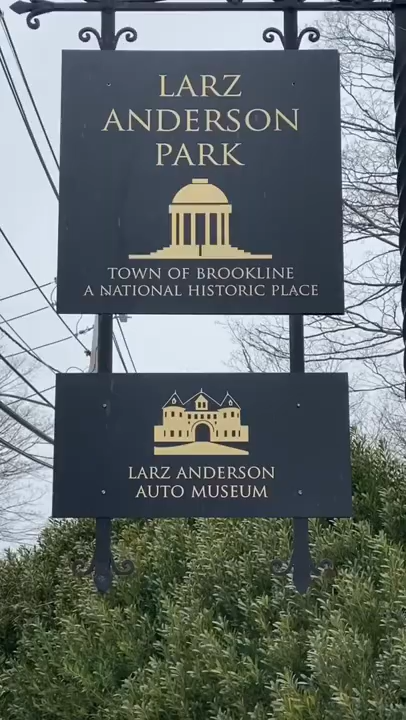 LARZ
ANDERSON
PARK
TOWN OF BROOKLINE
A NATIONAL HISTORIC PLACE
LARZ ANDERSON
AUTO MUSEUM